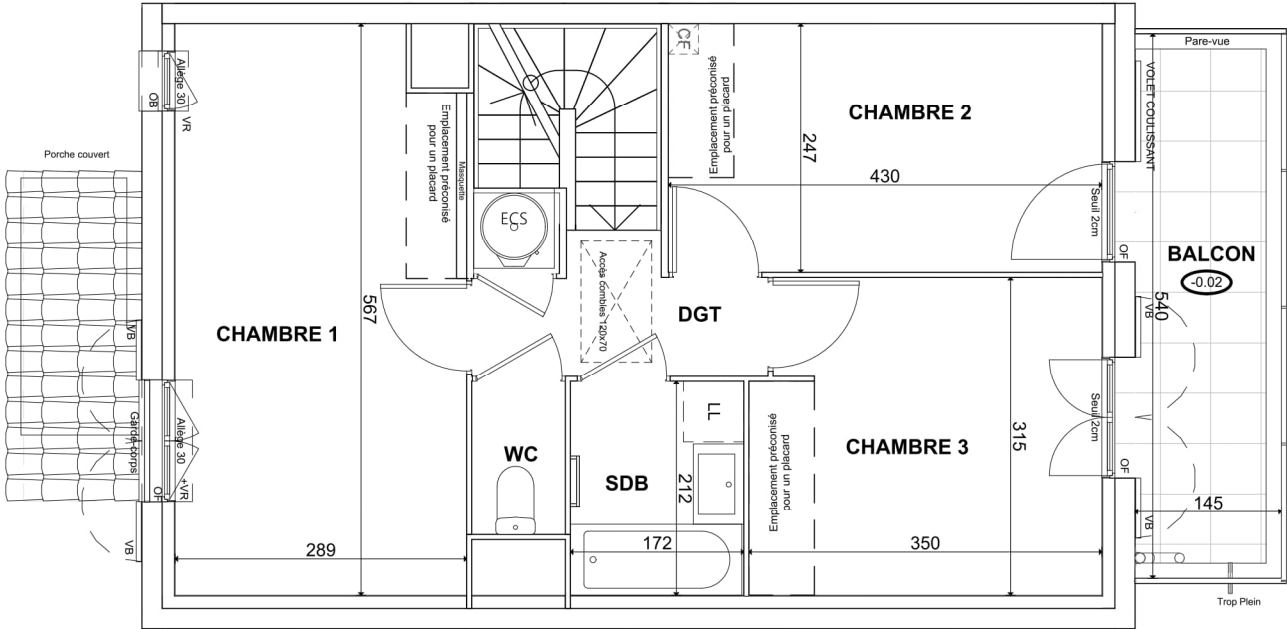 Pare-vue
Allège 30
OB
VR
CF
Emplacement préconisé
pour un placard
VOLET COULISSANT
CHAMBRE 2
247
430
Porche couvert
Masquette
Emplacement préconisé
pour un placard
ECS
Seuil 2cm
OF
BALCON
-0.02
540
Accès combles 120x70
DGT
CHAMBRE 1
567
VB
VB
Garde-corps
Allège 30
+VR
OF
VB
WC
SDB
LL
212
Emplacement préconisé
pour un placard
CHAMBRE 3
315
Seuil 2cm
OF
145
VB
289
172
350
Trop Plein